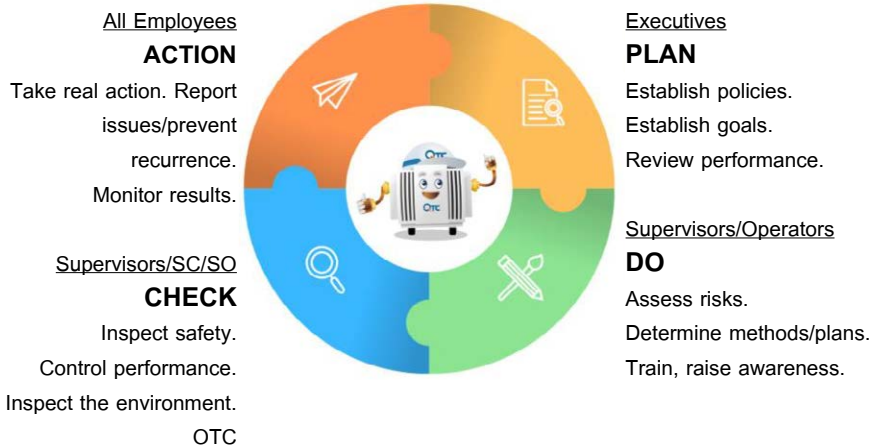 All Employees
ACTION
Take real action. Report
issues/prevent
recurrence.
Monitor results.
Executives
PLAN
Establish policies.
Establish goals.
Review performance.
OTC
OTC
Supervisors/SC/SO
CHECK
Inspect safety.
Control performance.
Inspect the environment.
OTC
Supervisors/Operators
DO
Assess risks.
Determine methods/plans.
Train, raise awareness.